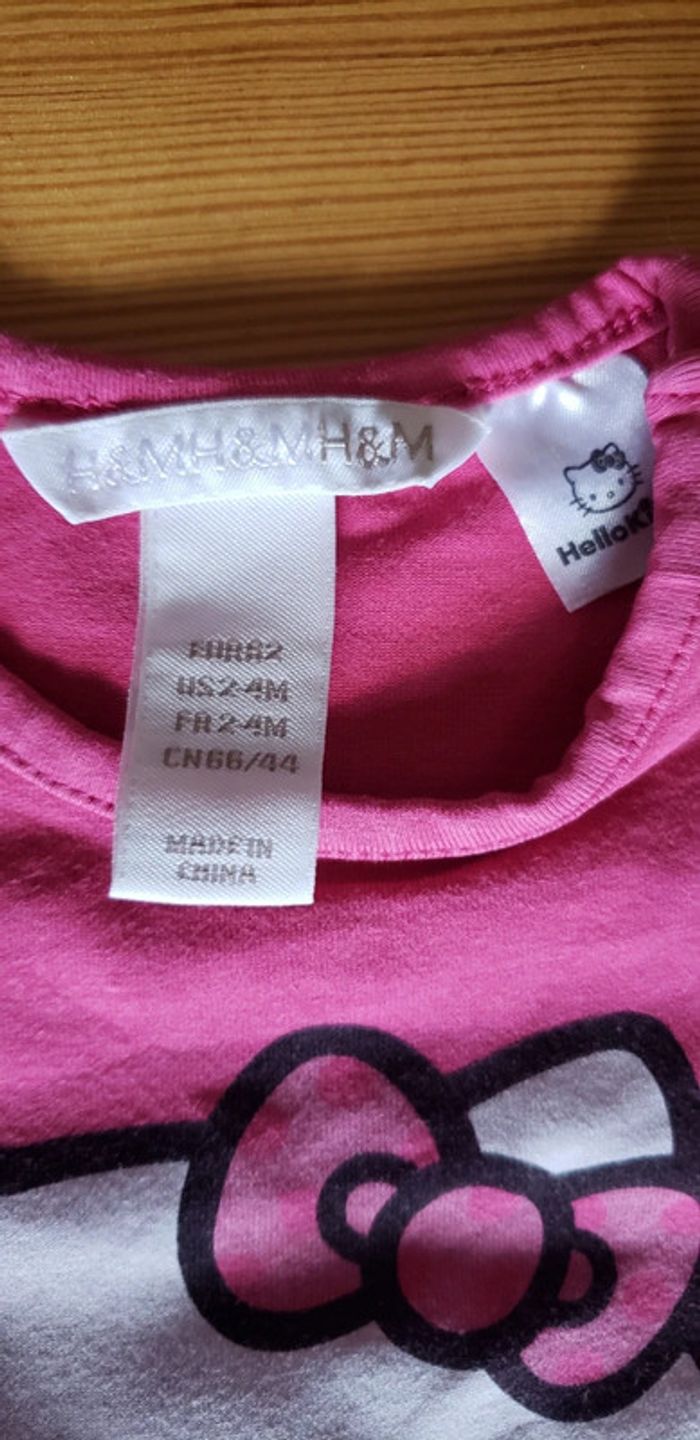 H&MH&MH&M
EUR62
US2-4M
FR2-4M
CN66/44
MADE IN
CHINA
HelloKi